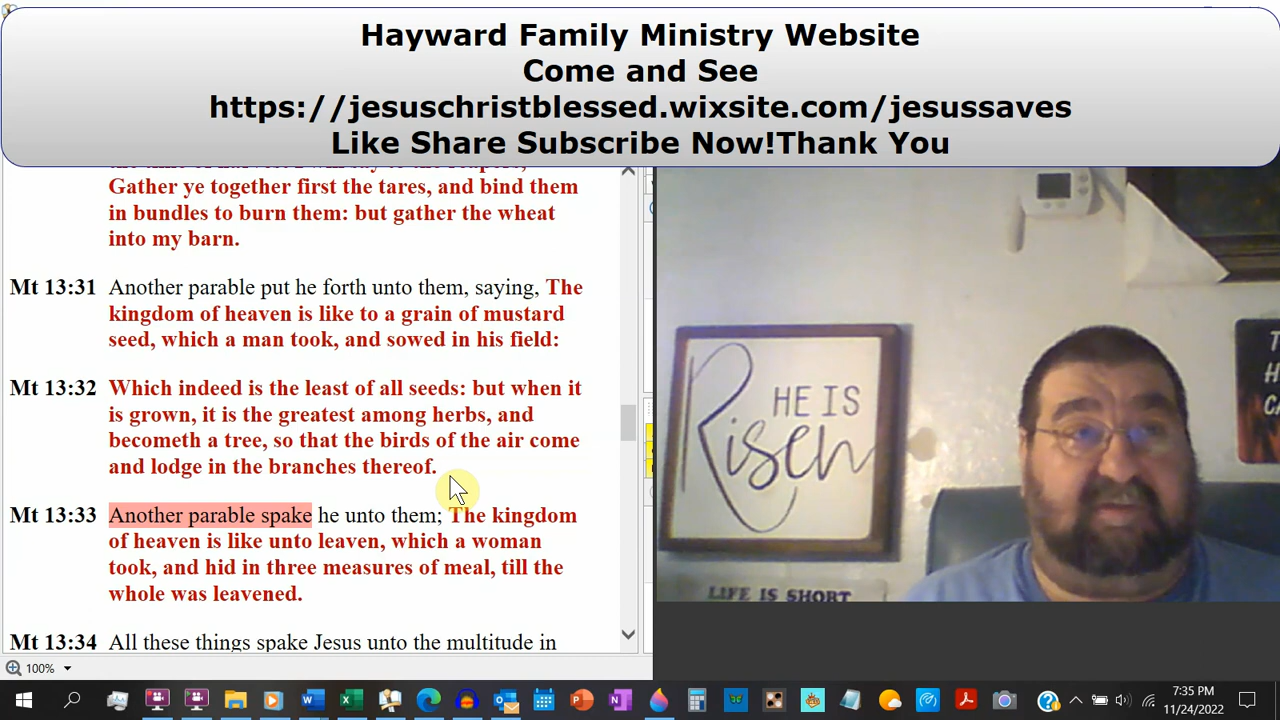 Hayward Family Ministry Website
Come and See
https://jesuschristblessed.wixsite.com/jesussaves
Like Share Subscribe Now!Thank You
Gather ye together first the tares, and bind them
in bundles to burn them: but gather the wheat
into my barn.
Mt 13:31 Another parable put he forth unto them, saying, The
kingdom of heaven is like to a grain of mustard
seed, which a man took, and sowed in his field:
Mt 13:32 Which indeed is the least of all seeds: but when it
is grown, it is the greatest among herbs, and
becometh a tree, so that the birds of the air come
and lodge in the branches thereof.
Mt 13:33 Another parable spake he unto them; The kingdom
of heaven is like unto leaven, which a woman
took, and hid in three measures of meal, till the
whole was leavened.
Mt 13:34 All these things spake Jesus unto the multitude in
HE IS
Risen
LIFE IS SHORT
100%
7:35 PM
11/24/2022